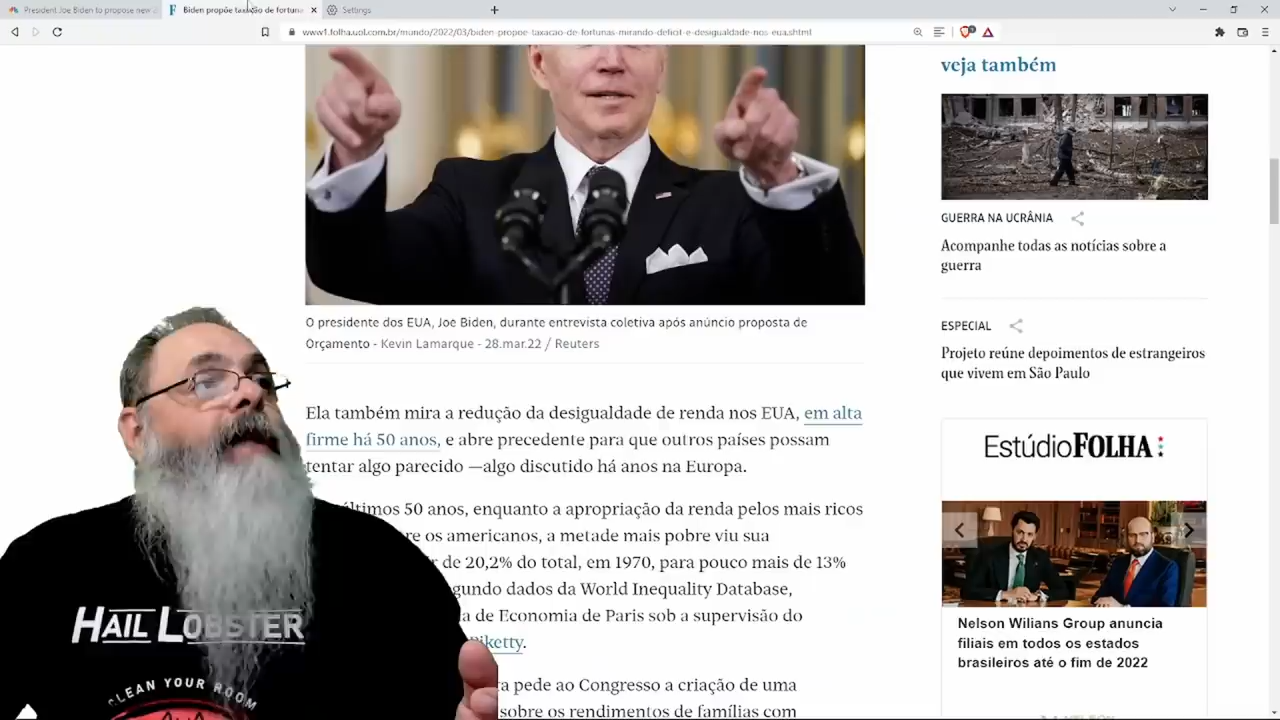 President Joe Biden to propose new
Biden propõe taxação de fortuna
Settings
www1.folha.uol.com.br/mundo/2022/03/biden-propoe-taxacao-de-fortunas-mirando-deficit-e-desigualdade-nos-eua.shtml
O presidente dos EUA, Joe Biden, durante entrevista coletiva após anúncio proposta de
Orçamento - Kevin Lamarque - 28.mar.22 / Reuters
Ela também mira a redução da desigualdade de renda nos EUA, em alta
firme há 50 anos, e abre precedente para que outros países possam
tentar algo parecido —algo discutido há anos na Europa.
últimos 50 anos, enquanto a apropriação da renda pelos mais ricos
re os americanos, a metade mais pobre viu sua
r de 20,2% do total, em 1970, para pouco mais de 13%
gundo dados da World Inequality Database,
a de Economia de Paris sob a supervisão do
iketty.
ta pede ao Congresso a criação de uma
sobre os rendimentos de famílias com
veja também
GUERRA NA UCRÂNIA
Acompanhe todas as notícias sobre a
guerra
ESPECIAL
Projeto reúne depoimentos de estrangeiros
que vivem em São Paulo
EstúdioFOLHA
Nelson Wilians Group anuncia
filiais em todos os estados
brasileiros até o fim de 2022
HAIL LOBSTER
CLEAN YOUR ROOM